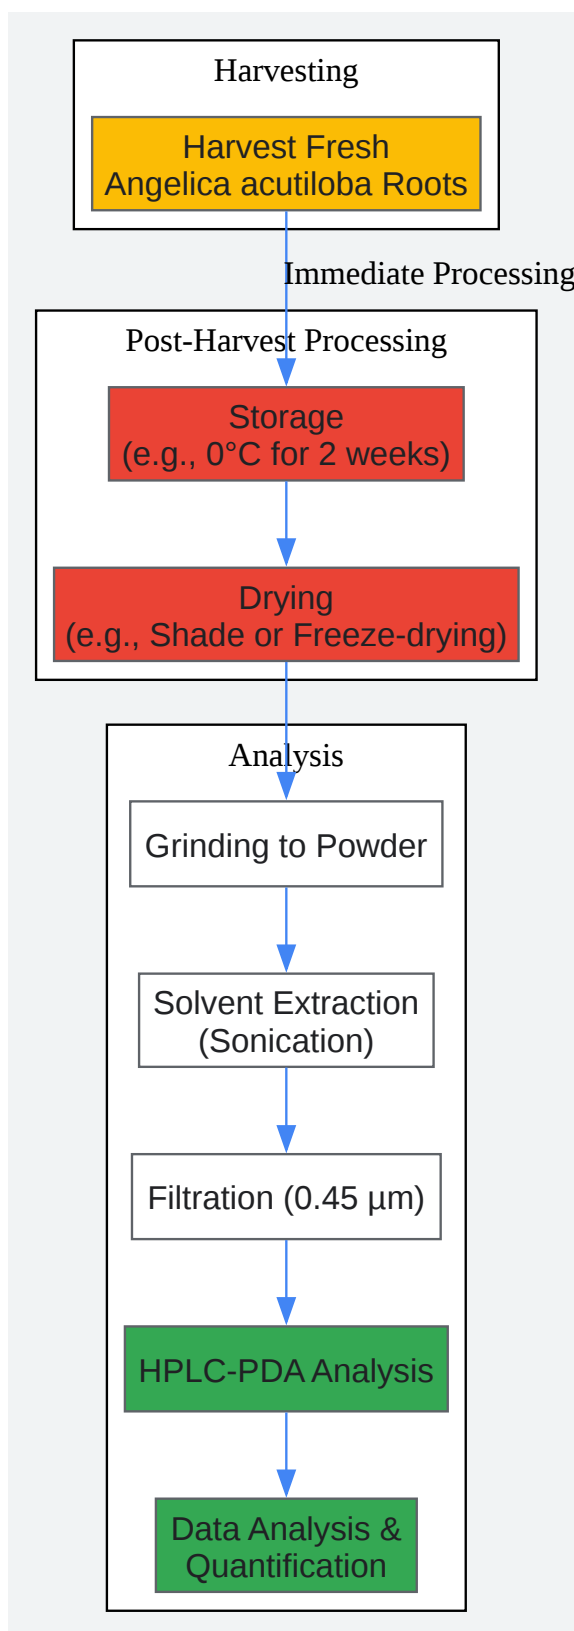 Harvesting
Harvest Fresh
Angelica acutiloba Roots
Immediate Processing
Post-Harvest Processing
Storage
(e.g., 0°C for 2 weeks)
Drying
(e.g., Shade or Freeze-drying)
Analysis
Grinding to Powder
Solvent Extraction
(Sonication)
Filtration (0.45 µm)
HPLC-PDA Analysis
Data Analysis &
Quantification